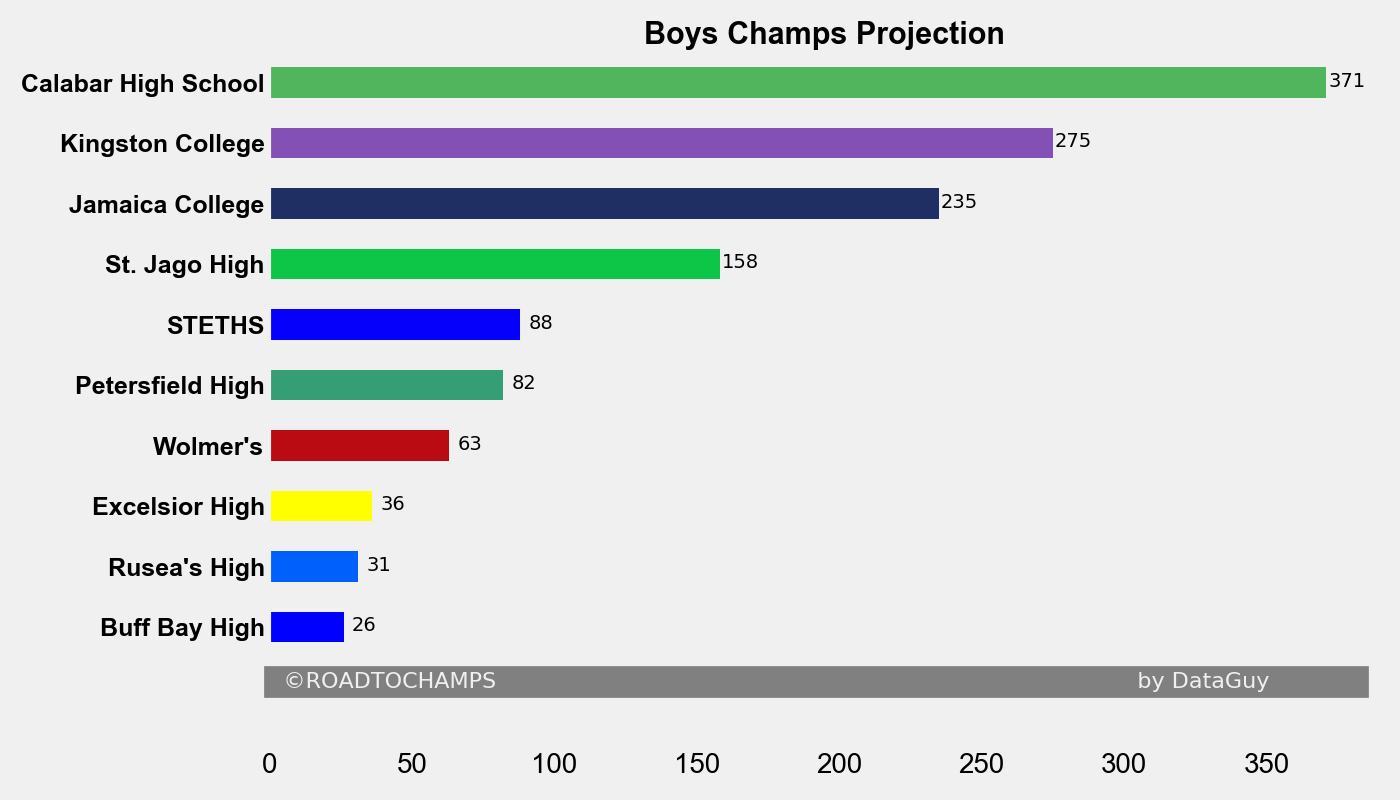 Boys Champs Projection
Calabar High School 371
Kingston College 275
Jamaica College 235
St. Jago High 158
STETHS 88
Petersfield High 82
Wolmer's 63
Excelsior High 36
Rusea's High 31
Buff Bay High 26
©ROADTOCHAMPS by DataGuy
0 50 100 150 200 250 300 350